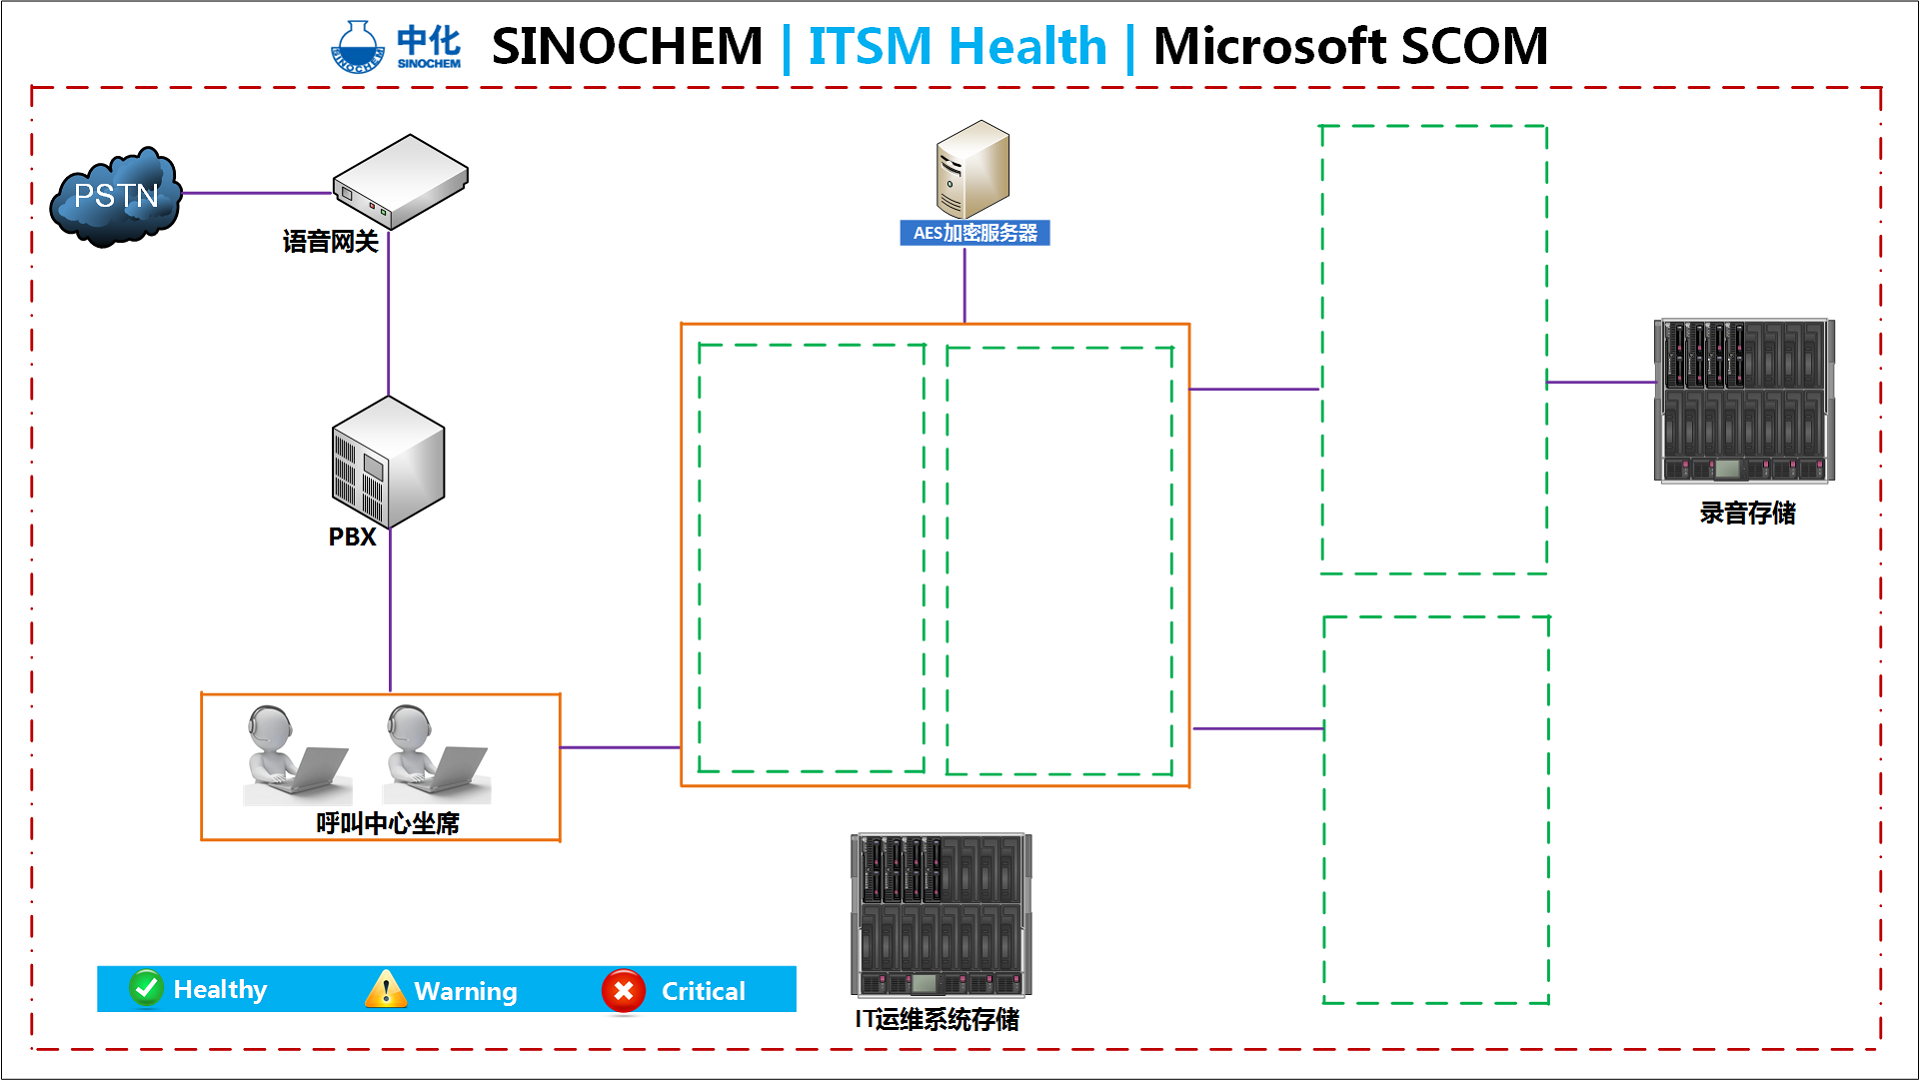 SINOCHEM
中化
SINOCHEM
SINOCHEM | ITSM Health | Microsoft SCOM
PSTN
语音网关
AES加密服务器
PBX
录音存储
呼叫中心坐席
Healthy
Warning
Critical
IT运维系统存储